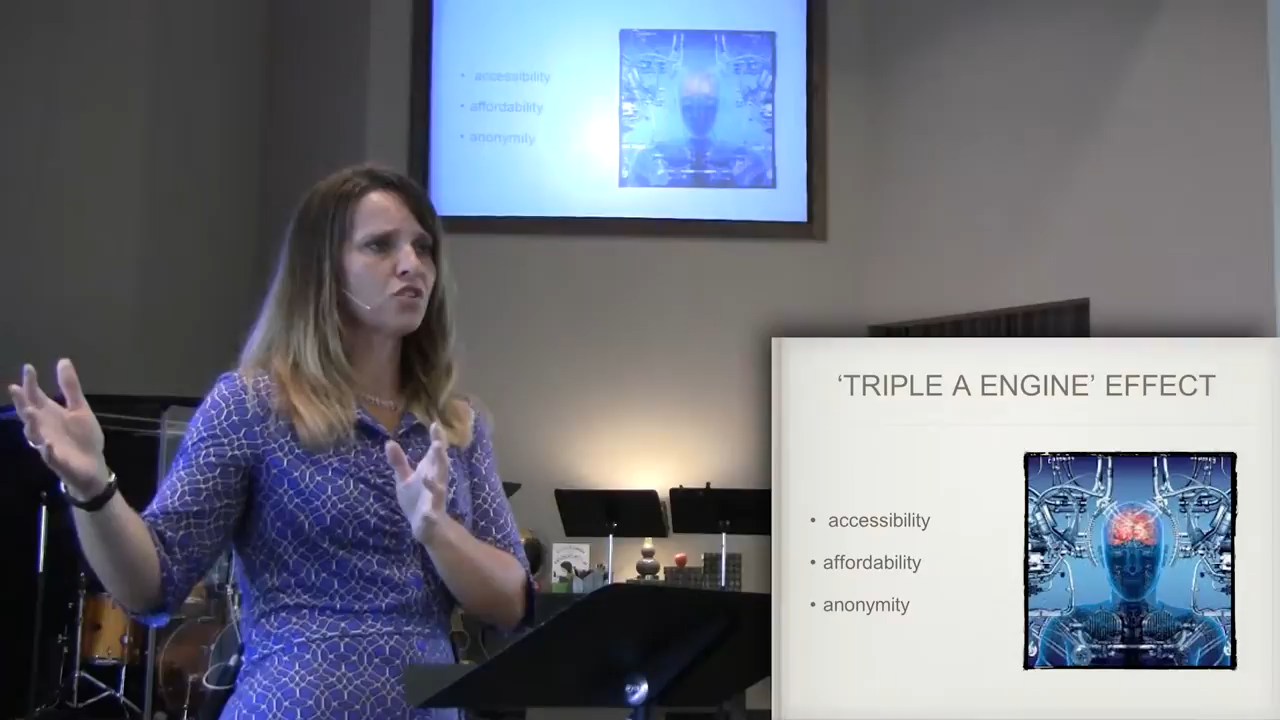 • accessibility
• affordability
• anonymity
‘TRIPLE A ENGINE’ EFFECT
• accessibility
• affordability
• anonymity